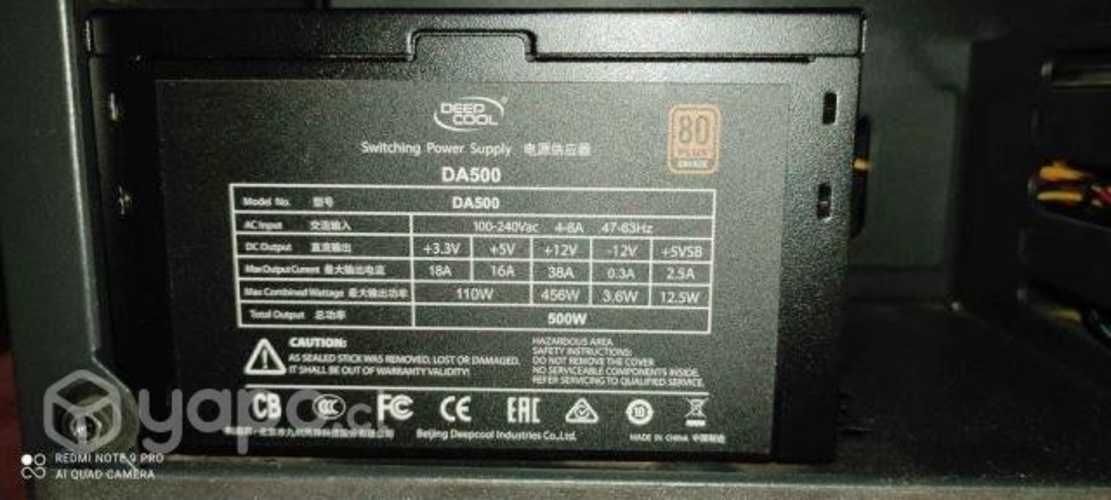 DEEP
COOL®
Switching Power Supply 电源供应器
80
PLUS
BRONZE
DA500
Model No. 型号 DA500
AC Input 交流输入 100-240Vac 4-8A 47-63Hz
DC Output 直流输出 +3.3V +5V +12V -12V +5VSB
Max Output Current 最大输出电流 18A 16A 38A 0.3A 2.5A
Max Combined Wattage 最大输出功率 110W 456W 3.6W 12.5W
Total Output 总功率 500W
CAUTION:
AS SEALED STICK WAS REMOVED, LOST OR DAMAGED,
IT SHALL BE OUT OF WARRANTY VALIDITY!
HAZARDOUS AREA
SAFETY INSTRUCTIONS:
DO NOT REMOVE THE COVER
NO SERVICEABLE COMPONENTS INSIDE,
REFER SERVICING TO QUALIFIED SERVICE.
CB CCC FC CE EAC 10
Beijing Deepcool Industries Co.,Ltd. MADE IN CHINA 中国制造
yapo.cl
REDMI NOTE 9 PRO
AI QUAD CAMERA